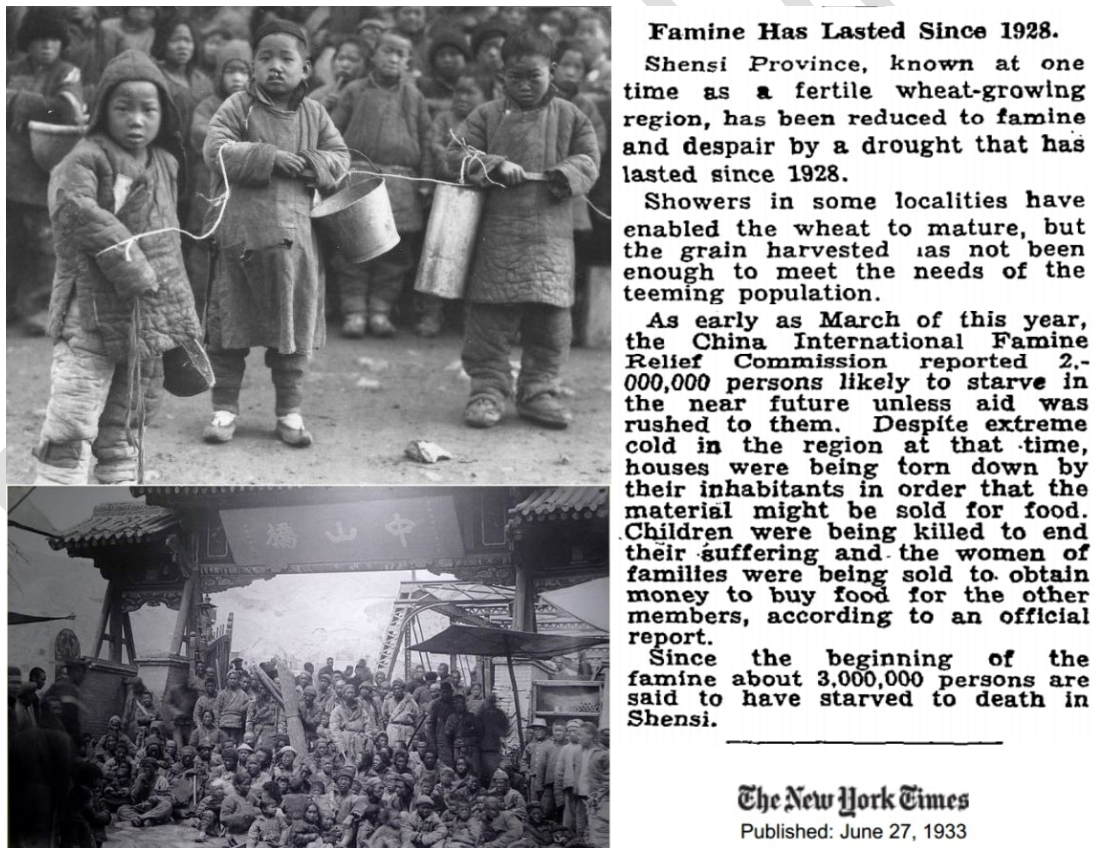 Famine Has Lasted Since 1928.
Shensi Province, known at one
time as a fertile wheat-growing
region, has been reduced to famine
and despair by a drought that has
lasted since 1928.
Showers in some localities have
enabled the wheat to mature, but
the grain harvested has not been
enough to meet the needs of the
teeming population.
As early as March of this year,
the China International Famine
Relief Commission reported 2,-
000,000 persons likely to starve in
the near future unless aid was
rushed to them. Despite extreme
cold in the region at that time,
houses were being torn down by
their inhabitants in order that the
material might be sold for food.
Children were being killed to end
their suffering and the women of
families were being sold to obtain
money to buy food for the other
members, according to an official
report.
Since the beginning of the
famine about 3,000,000 persons are
said to have starved to death in
Shensi.
The New York Times
Published: June 27, 1933
橋山中